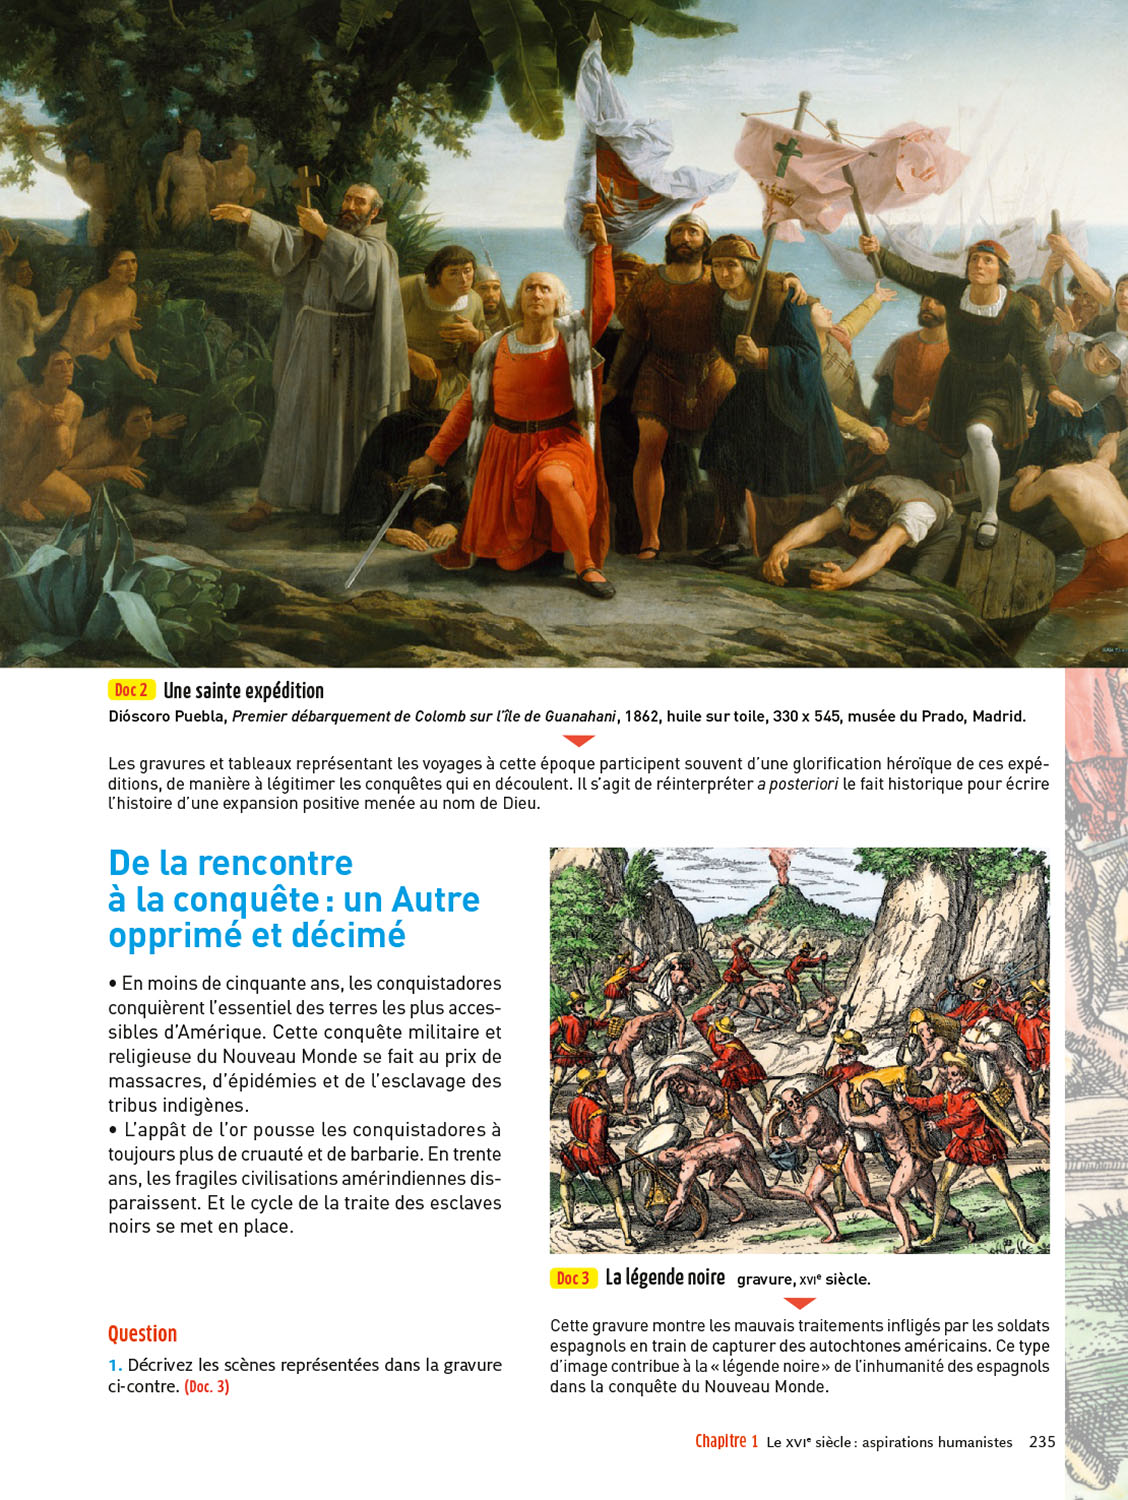 Doc 2 Une sainte expédition
Dióscoro Puebla, Premier débarquement de Colomb sur l’île de Guanahani, 1862, huile sur toile, 330 x 545, musée du Prado, Madrid.
Les gravures et tableaux représentant les voyages à cette époque participent souvent d’une glorification héroïque de ces expé-
ditions, de manière à légitimer les conquêtes qui en découlent. Il s’agit de réinterpréter a posteriori le fait historique pour écrire
l’histoire d’une expansion positive menée au nom de Dieu.
De la rencontre
à la conquête : un Autre
opprimé et décimé
• En moins de cinquante ans, les conquistadores
conquièrent l’essentiel des terres les plus acces-
sibles d’Amérique. Cette conquête militaire et
religieuse du Nouveau Monde se fait au prix de
massacres, d’épidémies et de l’esclavage des
tribus indigènes.
• L’appât de l’or pousse les conquistadores à
toujours plus de cruauté et de barbarie. En trente
ans, les fragiles civilisations amérindiennes dis-
paraissent. Et le cycle de la traite des esclaves
noirs se met en place.
Question
1. Décrivez les scènes représentées dans la gravure
ci-contre. (Doc. 3)
Doc 3 La légende noire gravure, XVIe siècle.
Cette gravure montre les mauvais traitements infligés par les soldats
espagnols en train de capturer des autochtones américains. Ce type
d’image contribue à la « légende noire » de l’inhumanité des espagnols
dans la conquête du Nouveau Monde.
Chapitre 1 Le XVIe siècle : aspirations humanistes 235